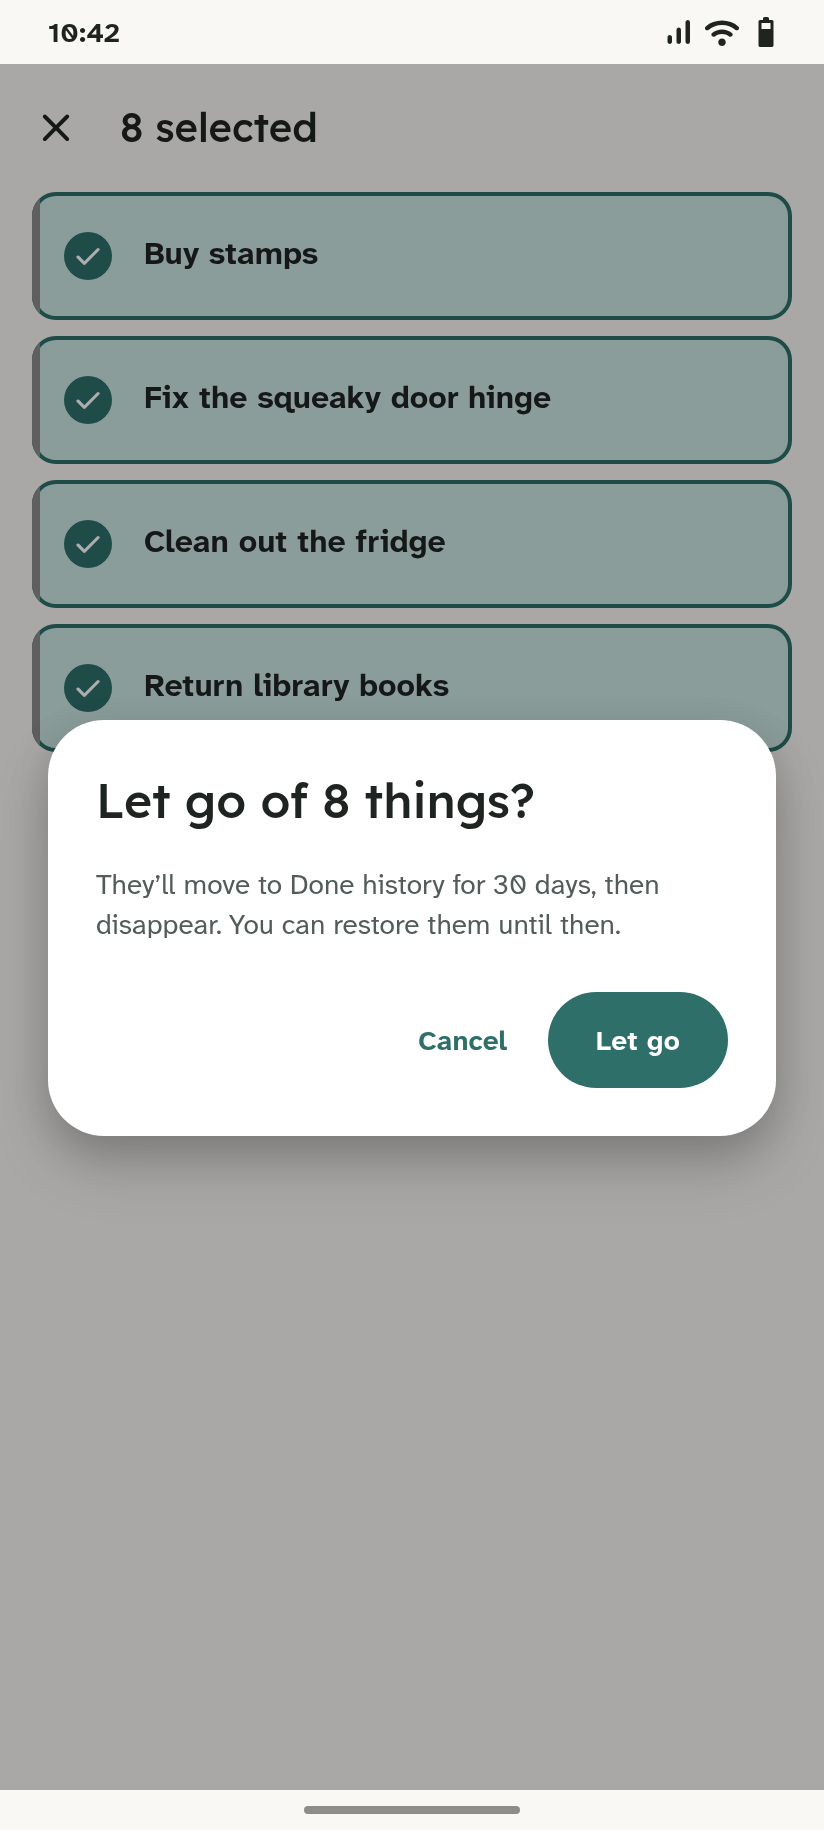 10:42
8 selected
Buy stamps
Fix the squeaky door hinge
Clean out the fridge
Return library books
Let go of 8 things?
They’ll move to Done history for 30 days, then
disappear. You can restore them until then.
Cancel
Let go